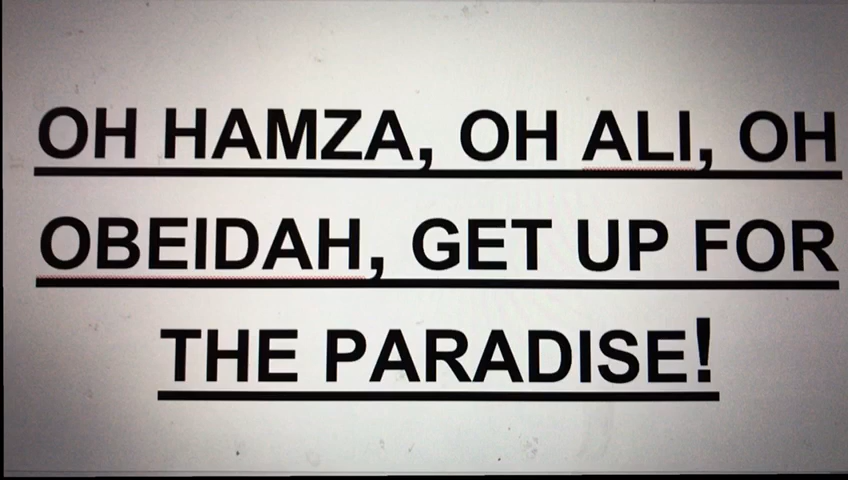 OH HAMZA, OH ALI, OH
OBEIDAH, GET UP FOR
THE PARADISE!